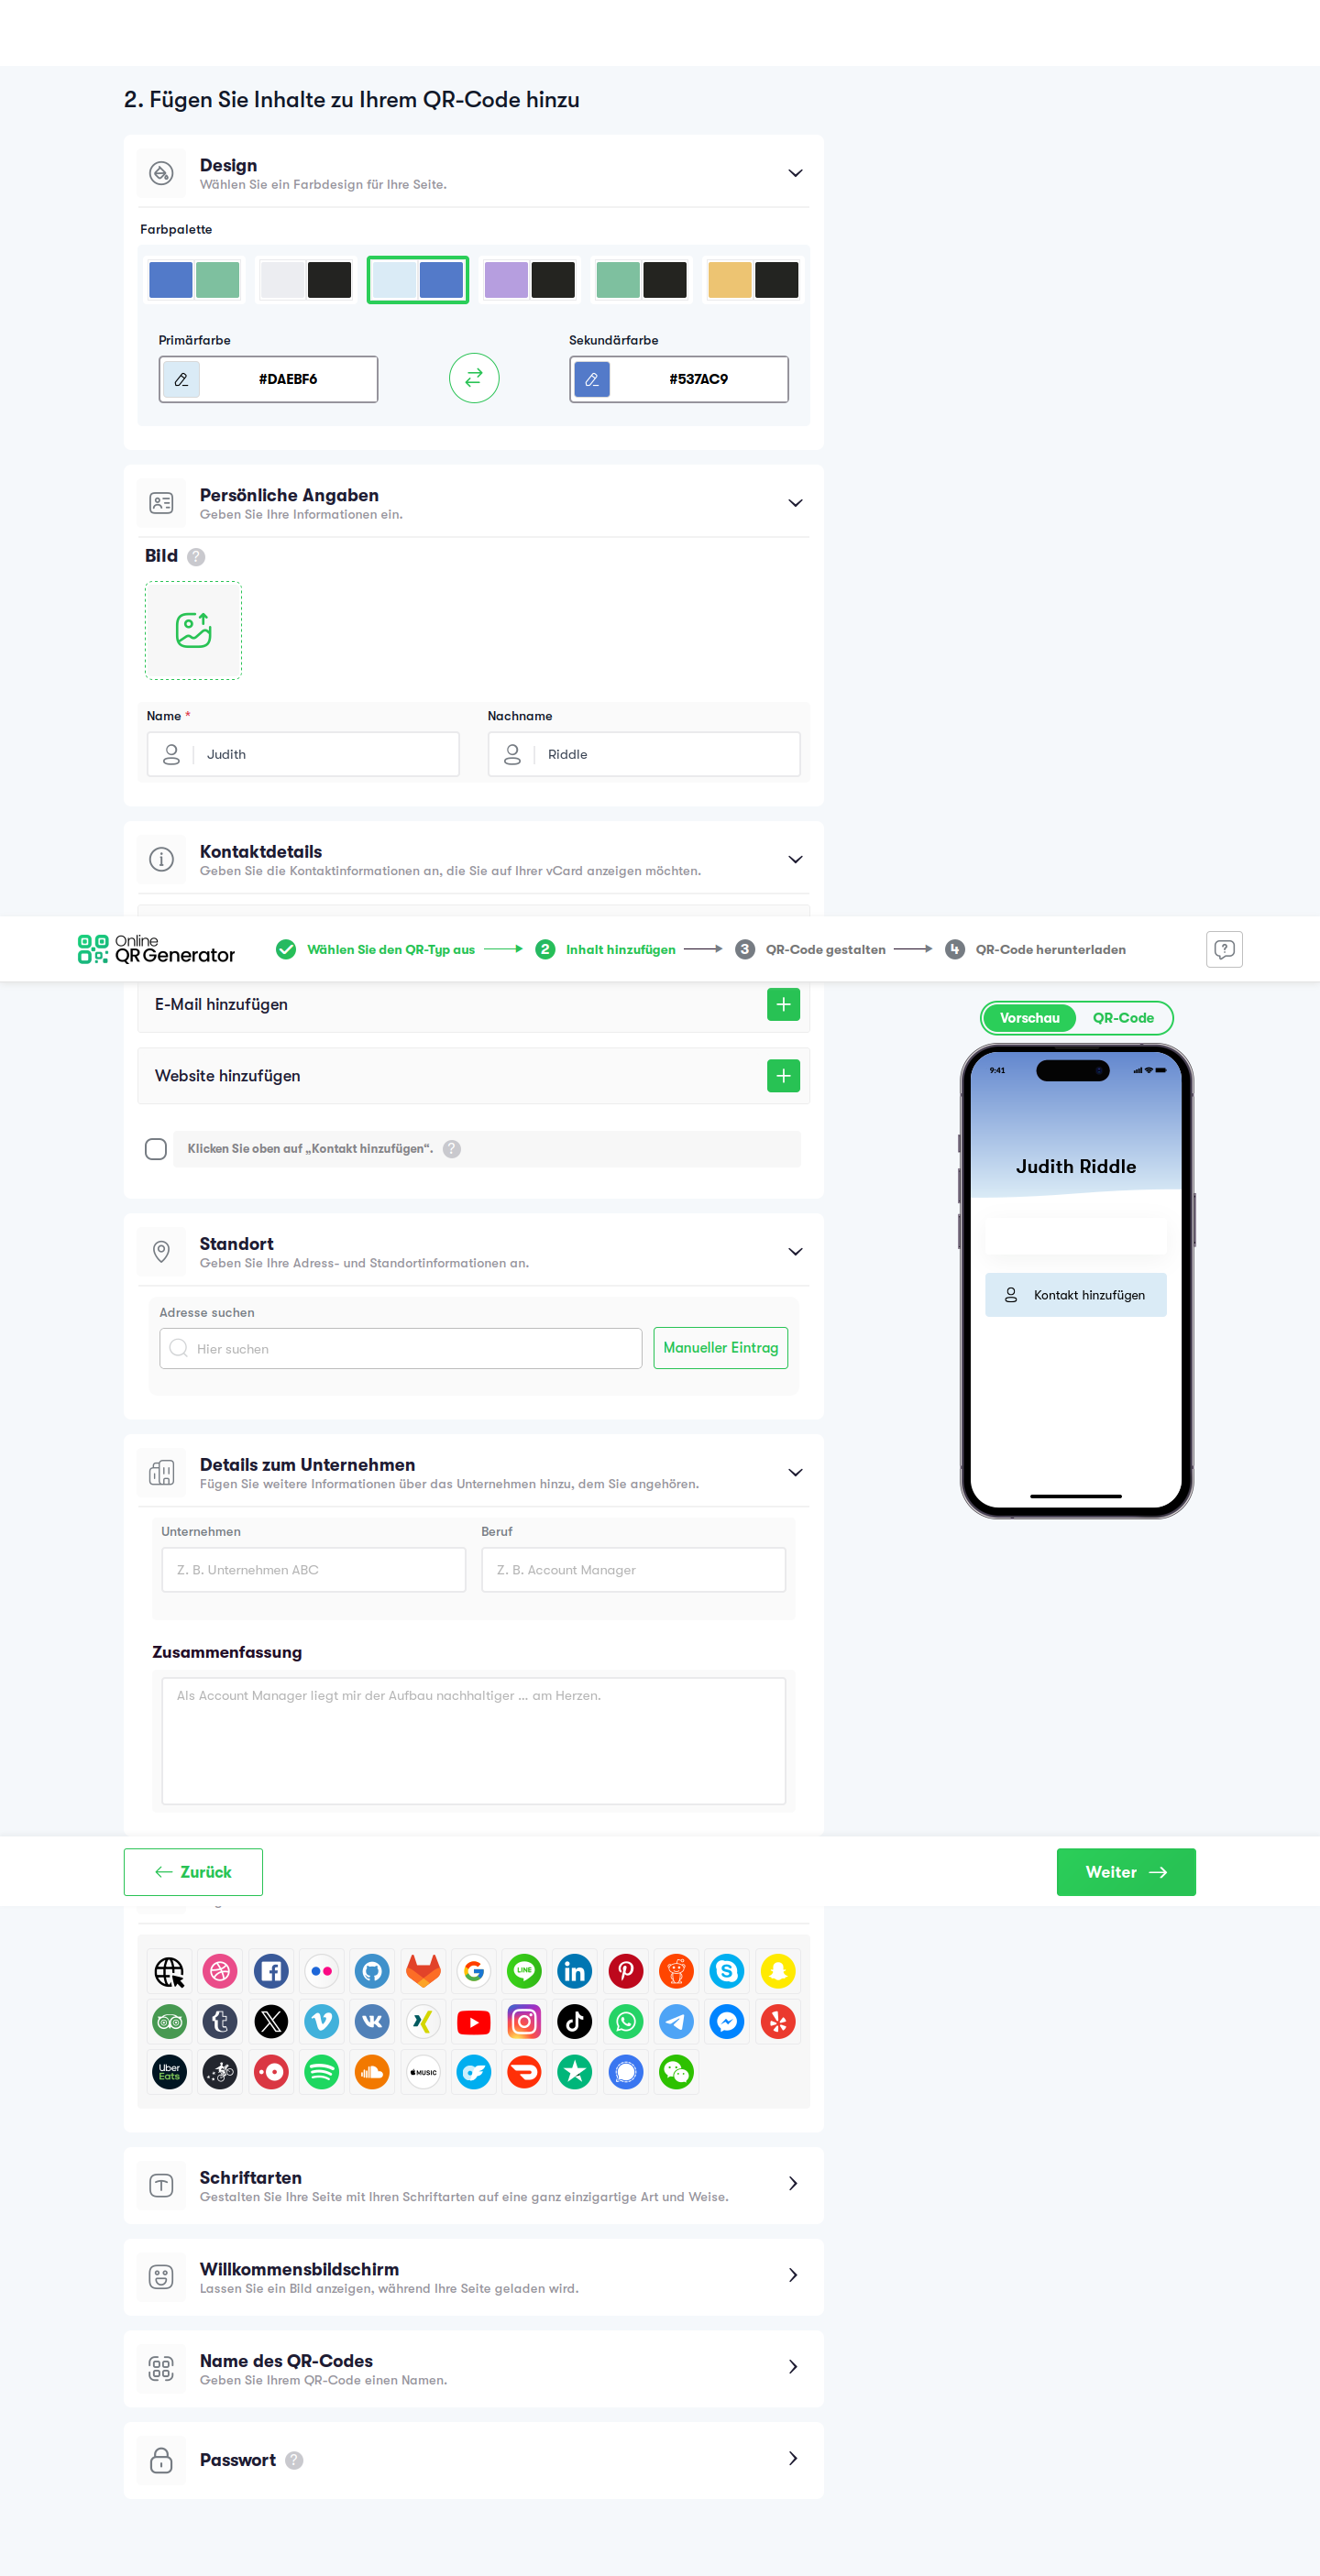 2. Fügen Sie Inhalte zu Ihrem QR-Code hinzu
Design
Wählen Sie ein Farbdesign für Ihre Seite.
Farbpalette
Primärfarbe
Sekundärfarbe
#DAEBF6
#537AC9
Persönliche Angaben
Geben Sie Ihre Informationen ein.
Bild ?
Name *
Nachname
Judith
Riddle
Kontaktdetails
Geben Sie die Kontaktinformationen an, die Sie auf Ihrer vCard anzeigen möchten.
Online
QR Generator
Wählen Sie den QR-Typ aus
2 Inhalt hinzufügen
3 QR-Code gestalten
4 QR-Code herunterladen
E-Mail hinzufügen
Website hinzufügen
Klicken Sie oben auf „Kontakt hinzufügen“. ?
Vorschau
QR-Code
9:41
Judith Riddle
Kontakt hinzufügen
Standort
Geben Sie Ihre Adress- und Standortinformationen an.
Adresse suchen
Hier suchen
Manueller Eintrag
Details zum Unternehmen
Fügen Sie weitere Informationen über das Unternehmen hinzu, dem Sie angehören.
Unternehmen
Beruf
Z. B. Unternehmen ABC
Z. B. Account Manager
Zusammenfassung
Als Account Manager liegt mir der Aufbau nachhaltiger ... am Herzen.
Zurück
Weiter
LINE
Uber Eats
MUSIC
Schriftarten
Gestalten Sie Ihre Seite mit Ihren Schriftarten auf eine ganz einzigartige Art und Weise.
Willkommensbildschirm
Lassen Sie ein Bild anzeigen, während Ihre Seite geladen wird.
Name des QR-Codes
Geben Sie Ihrem QR-Code einen Namen.
Passwort ?